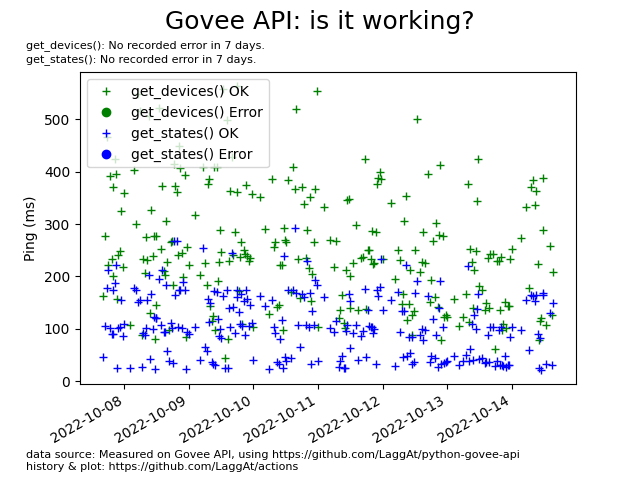 Govee API: is it working?
get_devices(): No recorded error in 7 days.
get_states(): No recorded error in 7 days.
get_devices() OK
get_devices() Error
get_states() OK
get_states() Error
Ping (ms)
500
400
300
200
100
0
2022-10-08
2022-10-09
2022-10-10
2022-10-11
2022-10-12
2022-10-13
2022-10-14
data source: Measured on Govee API, using https://github.com/LaggAt/python-govee-api
history & plot: https://github.com/LaggAt/actions